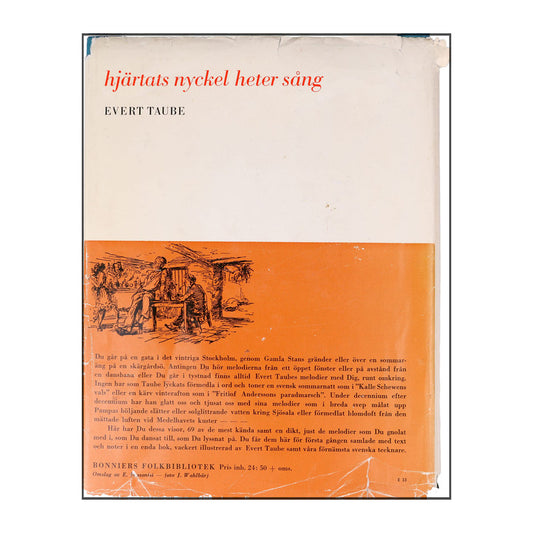 hjärtats nyckel heter sång
EVERT TAUBE
Du går på en gata i det vintriga Stockholm, genom Gamla Stans gränder eller över en sommar-
äng på en skärgårdsö. Antingen Du hör melodierna från ett öppet fönster eller på avstånd från
en dansbana eller Du går i tystnad finns alltid Evert Taubes melodier med Dig, runt omkring.
Ingen har som Taube lyckats förmedla i ord och toner en svensk sommarnatt som i "Kalle Schewens
vals" eller en kärv vinterafton som i "Fritiof Anderssons paradmarsch". Under decennium efter
decennium har han glatt oss och tjusat oss med sina melodier som i breda svep målat upp
Pampas böljande slätter eller solglittrande vatten kring Sjösala eller förmedlat blomdoft från den
mättade luften vid Medelhavets kuster — — —
Här har Du dessa visor, 69 av de mest kända samt en dikt, just de melodier som Du gnolat
med i, som Du dansat till, som Du lyssnat på. Du får dem här för första gången samlade med text
och noter i en enda bok, vackert illustrerad av Evert Taube samt våra förnämsta svenska tecknare.
BONNIERS FOLKBIBLIOTEK Pris inb. 24: 50 + oms.
Omslag av E. — foto J. Wahlbärj
E 53